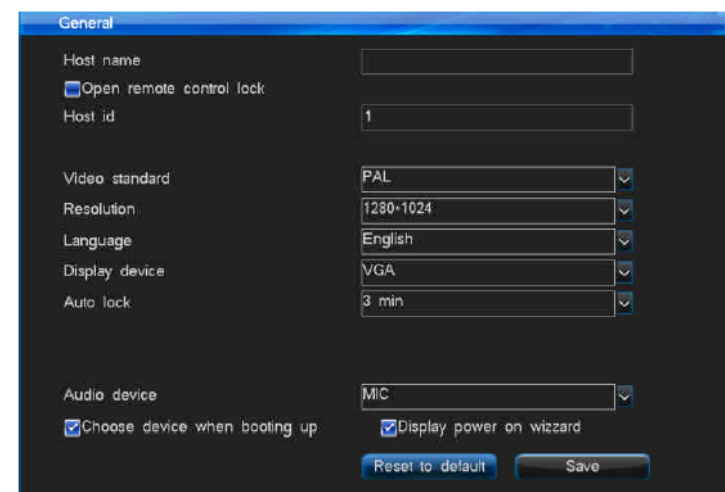 General
Host name
Open remote control lock
Host id 1
Video standard PAL
Resolution 1280*1024
Language English
Display device VGA
Auto lock 3 min
Audio device MIC
Choose device when booting up Display power on wizzard
Reset to default Save